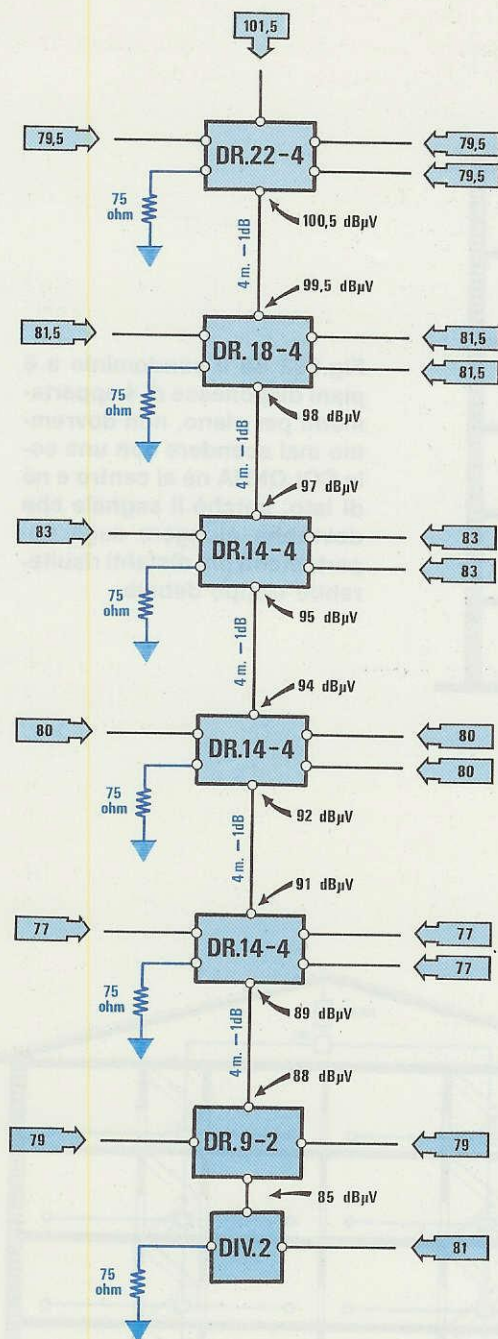 101,5
79,5
DR.22-4
79,5
79,5
75
ohm
100,5 dBµV
4 m. – 1dB
99,5 dBµV
81,5
DR.18-4
81,5
81,5
75
ohm
98 dBµV
4 m. – 1dB
97 dBµV
83
DR.14-4
83
83
75
ohm
95 dBµV
4 m. – 1dB
94 dBµV
80
DR.14-4
80
80
75
ohm
92 dBµV
4 m. – 1dB
91 dBµV
77
DR.14-4
77
77
75
ohm
89 dBµV
4 m. – 1dB
88 dBµV
79
DR.9-2
79
85 dBµV
DIV.2
81
75
ohm